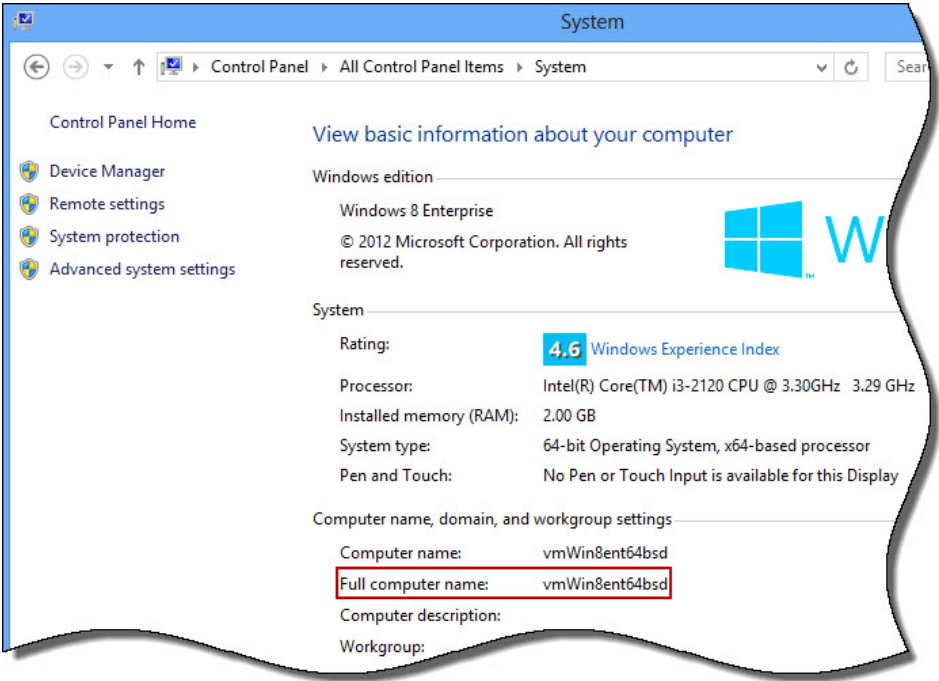 System
Control Panel All Control Panel Items System
Control Panel Home
Device Manager
Remote settings
System protection
Advanced system settings
View basic information about your computer
Windows edition
Windows 8 Enterprise
© 2012 Microsoft Corporation. All rights
reserved.
W
TM
System
Rating: 4.6 Windows Experience Index
Processor: Intel(R) Core(TM) i3-2120 CPU @ 3.30GHz 3.29 GHz
Installed memory (RAM): 2.00 GB
System type: 64-bit Operating System, x64-based processor
Pen and Touch: No Pen or Touch Input is available for this Display
Computer name, domain, and workgroup settings
Computer name: vmWin8ent64bsd
Full computer name: vmWin8ent64bsd
Computer description:
Workgroup: